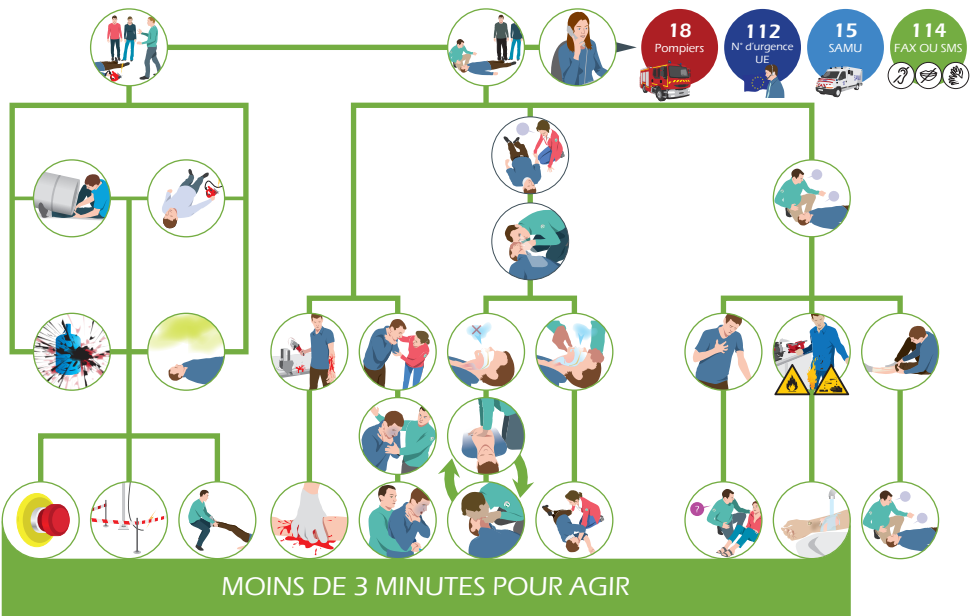 18
Pompiers
112
N° d'urgence
UE
15
SAMU
114
FAX OU SMS
?
MOINS DE 3 MINUTES POUR AGIR